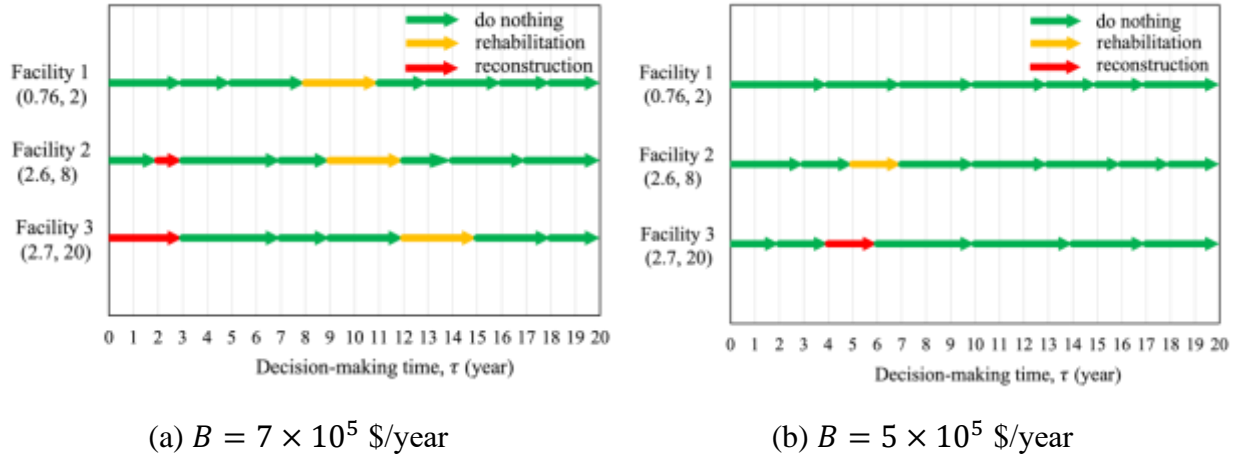 do nothing
rehabilitation
reconstruction
Facility 1
(0.76, 2)
Facility 2
(2.6, 8)
Facility 3
(2.7, 20)
0 1 2 3 4 5 6 7 8 9 10 11 12 13 14 15 16 17 18 19 20
Decision-making time, τ (year)
(a) B = 7 × 10⁵ $/year
do nothing
rehabilitation
reconstruction
Facility 1
(0.76, 2)
Facility 2
(2.6, 8)
Facility 3
(2.7, 20)
0 1 2 3 4 5 6 7 8 9 10 11 12 13 14 15 16 17 18 19 20
Decision-making time, τ (year)
(b) B = 5 × 10⁵ $/year